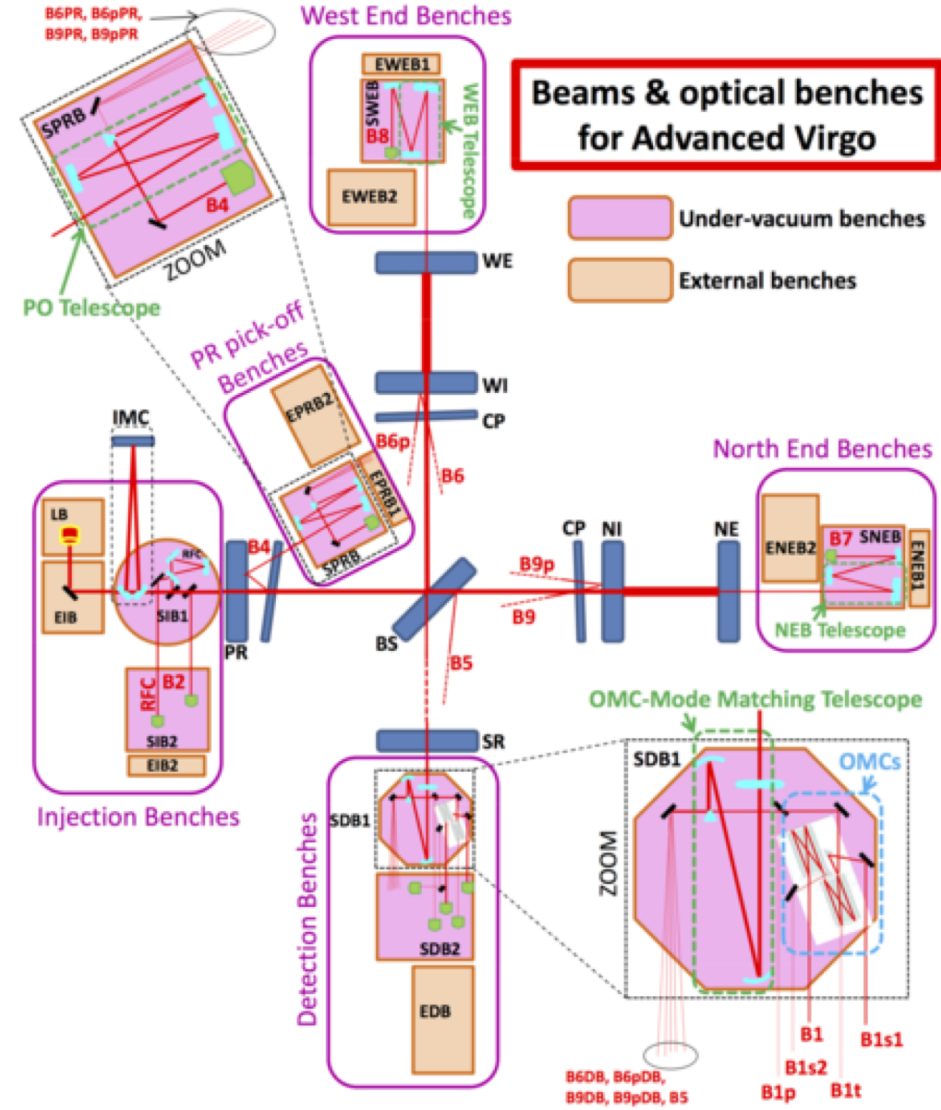 B6PR, B6pPR,
B9PR, B9pPR
West End Benches
EWEB1
SWEB
B8
WEB Telescope
EWEB2
Beams & optical benches
for Advanced Virgo
Under-vacuum benches
External benches
SPRB
B4
ZOOM
PO Telescope
WE
WI
CP
B6p
B6
PR pick-off
Benches
EPRB2
EPRB1
SPRB
IMC
LB
EIB
RFC
SIB1
RFC
B2
SIB2
EIB2
Injection Benches
PR
B4
BS
B5
B9p
B9
CP
NI
NE
North End Benches
ENEB2
B7
SNEB
ENEB1
NEB Telescope
SR
SDB1
SDB2
EDB
Detection Benches
OMC-Mode Matching Telescope
SDB1
OMCs
ZOOM
B6DB, B6pDB,
B9DB, B9pDB, B5
B1
B1s1
B1s2
B1p
B1t